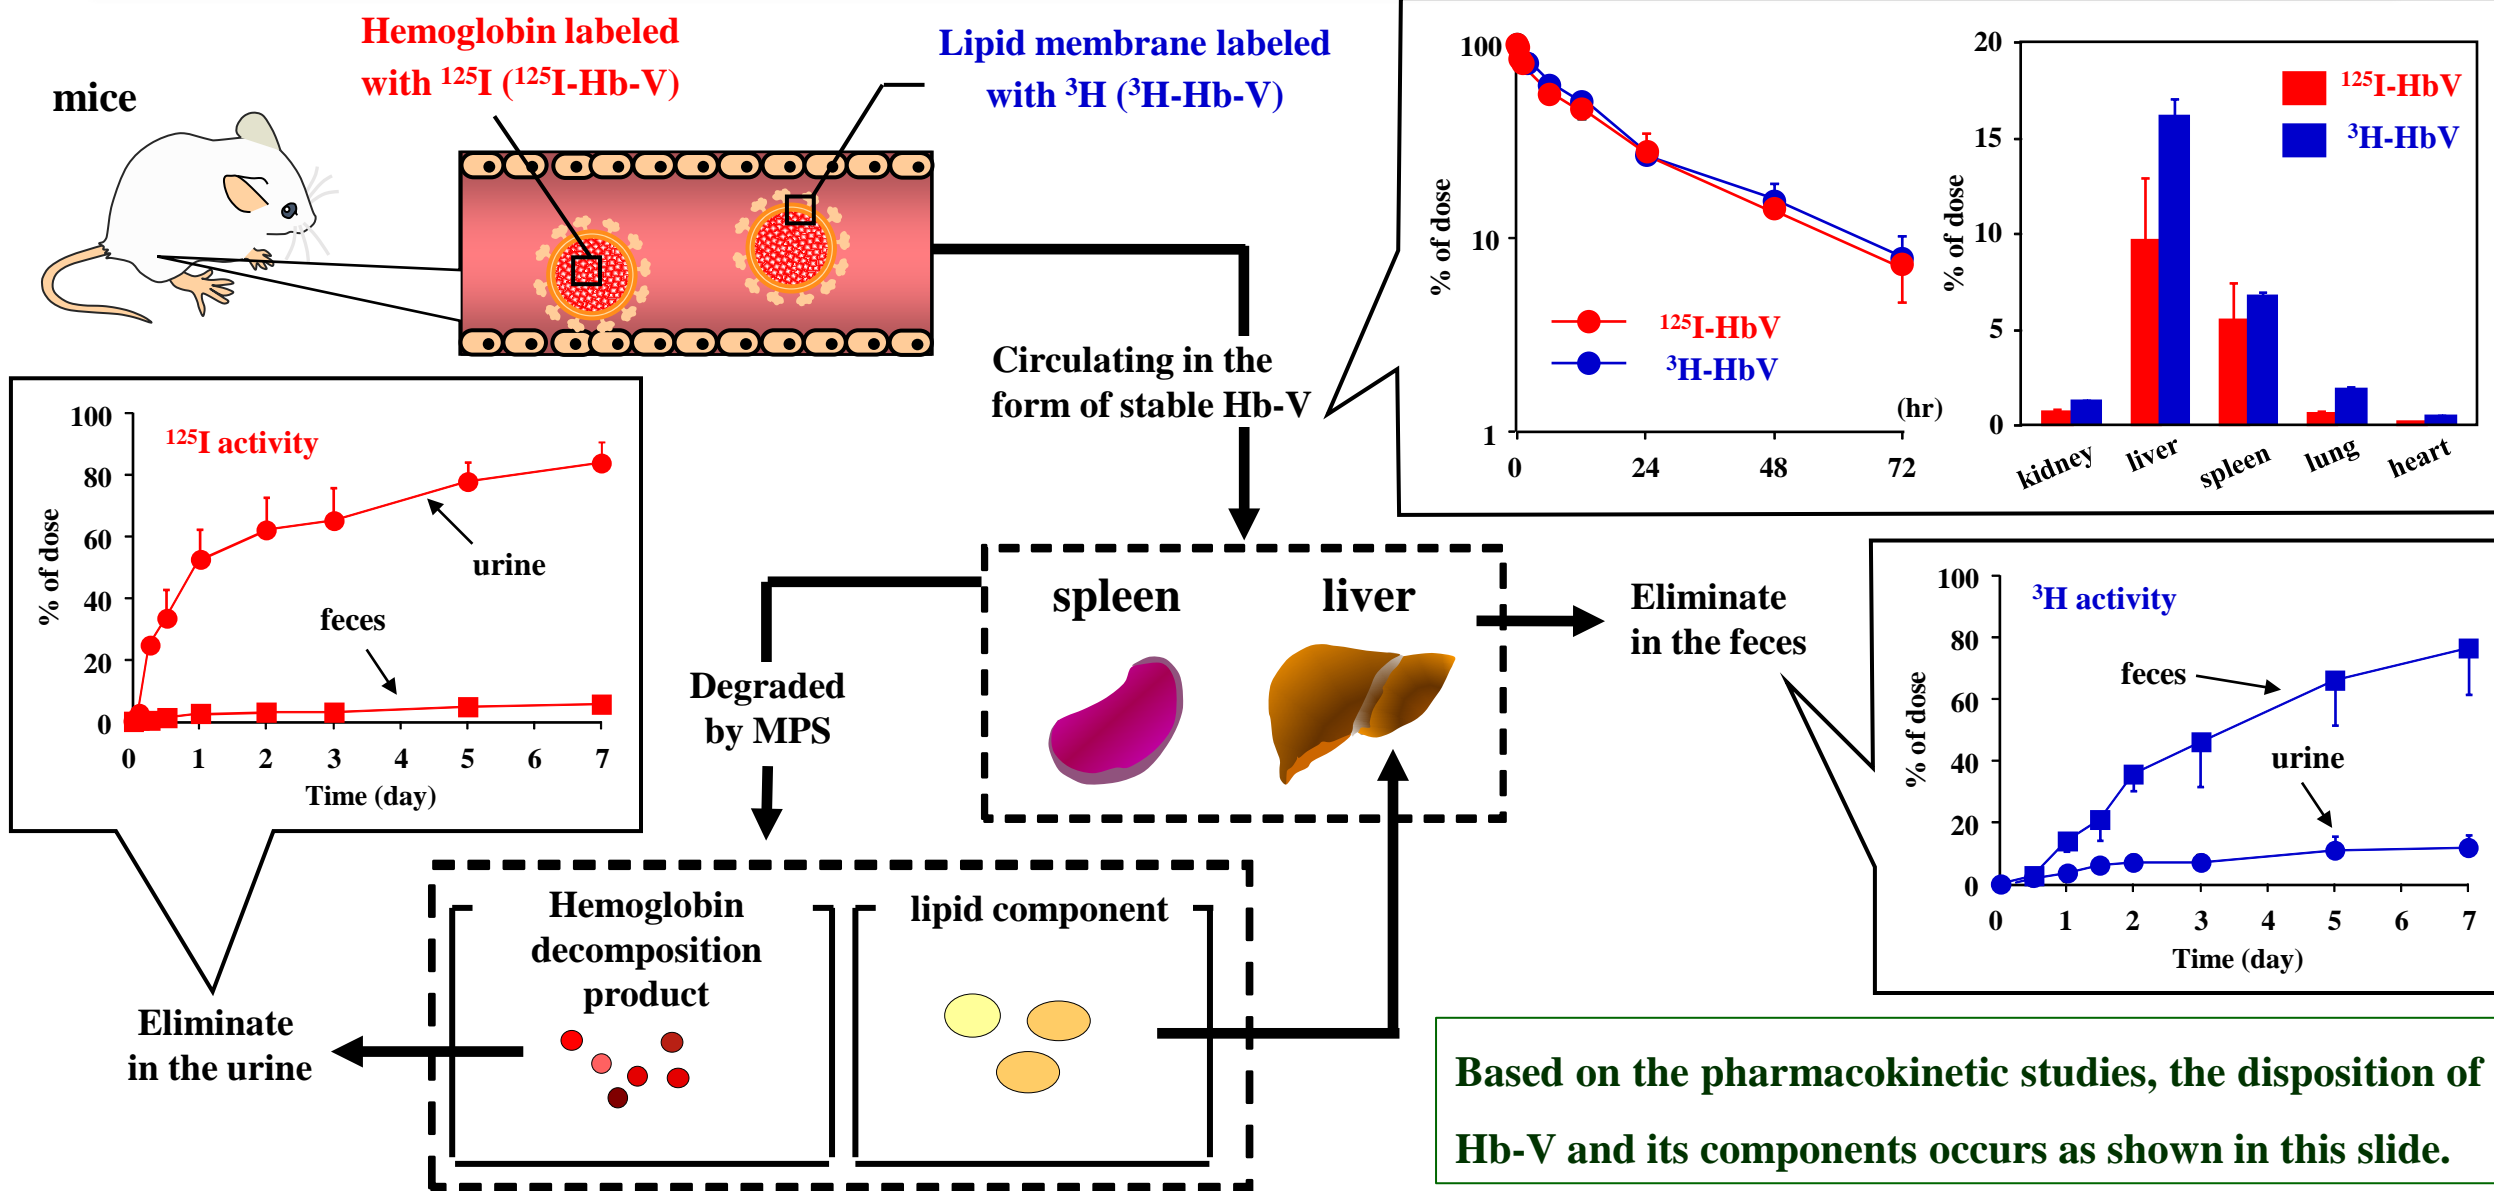 Hemoglobin labeled
with ¹²⁵I (¹²⁵I-Hb-V)
Lipid membrane labeled
with ³H (³H-Hb-V)
mice
100
10
1
% of dose
¹²⁵I-HbV
³H-HbV
(hr)
0 24 48 72
20
15
10
5
0
% of dose
¹²⁵I-HbV
³H-HbV
kidney liver spleen lung heart
Circulating in the
form of stable Hb-V
100
80
60
40
20
0
% of dose
¹²⁵I activity
urine
feces
0 1 2 3 4 5 6 7
Time (day)
spleen liver
Degraded
by MPS
Eliminate
in the feces
100
80
60
40
20
0
% of dose
³H activity
feces
urine
0 1 2 3 4 5 6 7
Time (day)
Hemoglobin
decomposition
product
lipid component
Eliminate
in the urine
Based on the pharmacokinetic studies, the disposition of
Hb-V and its components occurs as shown in this slide.